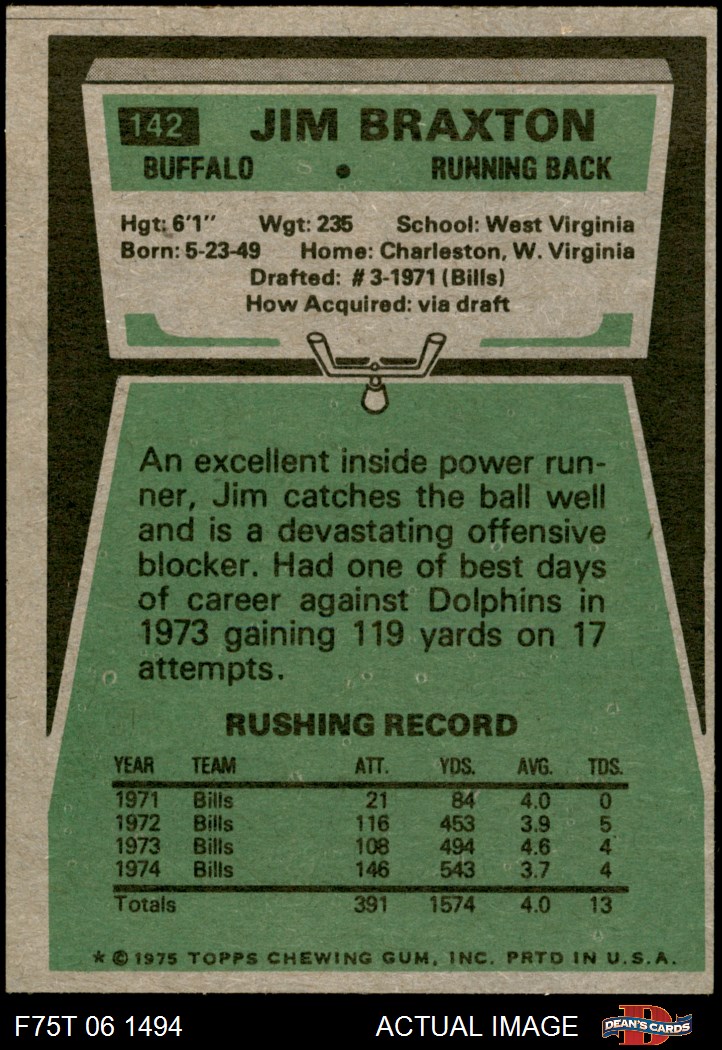 142 JIM BRAXTON
BUFFALO • RUNNING BACK
Hgt: 6'1" Wgt: 235 School: West Virginia
Born: 5-23-49 Home: Charleston, W. Virginia
Drafted: #3-1971 (Bills)
How Acquired: via draft
An excellent inside power run-
ner, Jim catches the ball well
and is a devastating offensive
blocker. Had one of best days
of career against Dolphins in
1973 gaining 119 yards on 17
attempts.
RUSHING RECORD
YEAR TEAM ATT. YDS. AVG. TDS.
1971 Bills 21 84 4.0 0
1972 Bills 116 453 3.9 5
1973 Bills 108 494 4.6 4
1974 Bills 146 543 3.7 4
Totals 391 1574 4.0 13
* © 1975 TOPPS CHEWING GUM, INC. PRTD IN U.S.A.
F75T 06 1494 ACTUAL IMAGE D DEAN'S CARDS